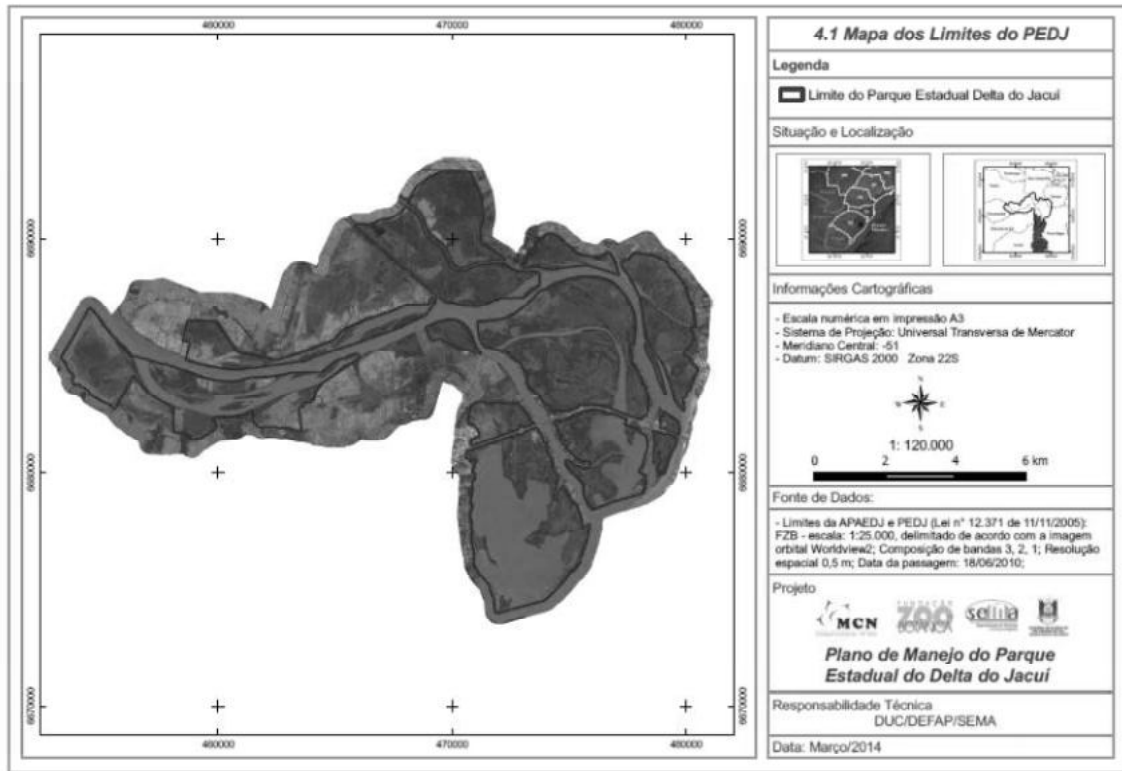 460000
470000
480000
6690000
6690000
6680000
6680000
6670000
6670000
460000
470000
480000
4.1 Mapa dos Limites do PEDJ
Legenda
Limite do Parque Estadual Delta do Jacuí
Situação e Localização
Informações Cartográficas
- Escala numérica em impressão A3
- Sistema de Projeção: Universal Transversa de Mercator
- Meridiano Central: -51
- Datum: SIRGAS 2000 Zona 22S
N
W
E
S
1: 120.000
0 2 4 6 km
Fonte de Dados:
- Limites da APAEDJ e PEDJ (Lei n° 12.371 de 11/11/2005):
FZB - escala: 1:25.000, delimitado de acordo com a imagem
orbital Worldview2; Composição de bandas 3, 2, 1; Resolução
espacial 0,5 m; Data da passagem: 18/06/2010;
Projeto
MCN
FUNDAÇÃO
ZOO
BOTÂNICA
sema
Plano de Manejo do Parque
Estadual do Delta do Jacuí
Responsabilidade Técnica
DUC/DEFAP/SEMA
Data: Março/2014